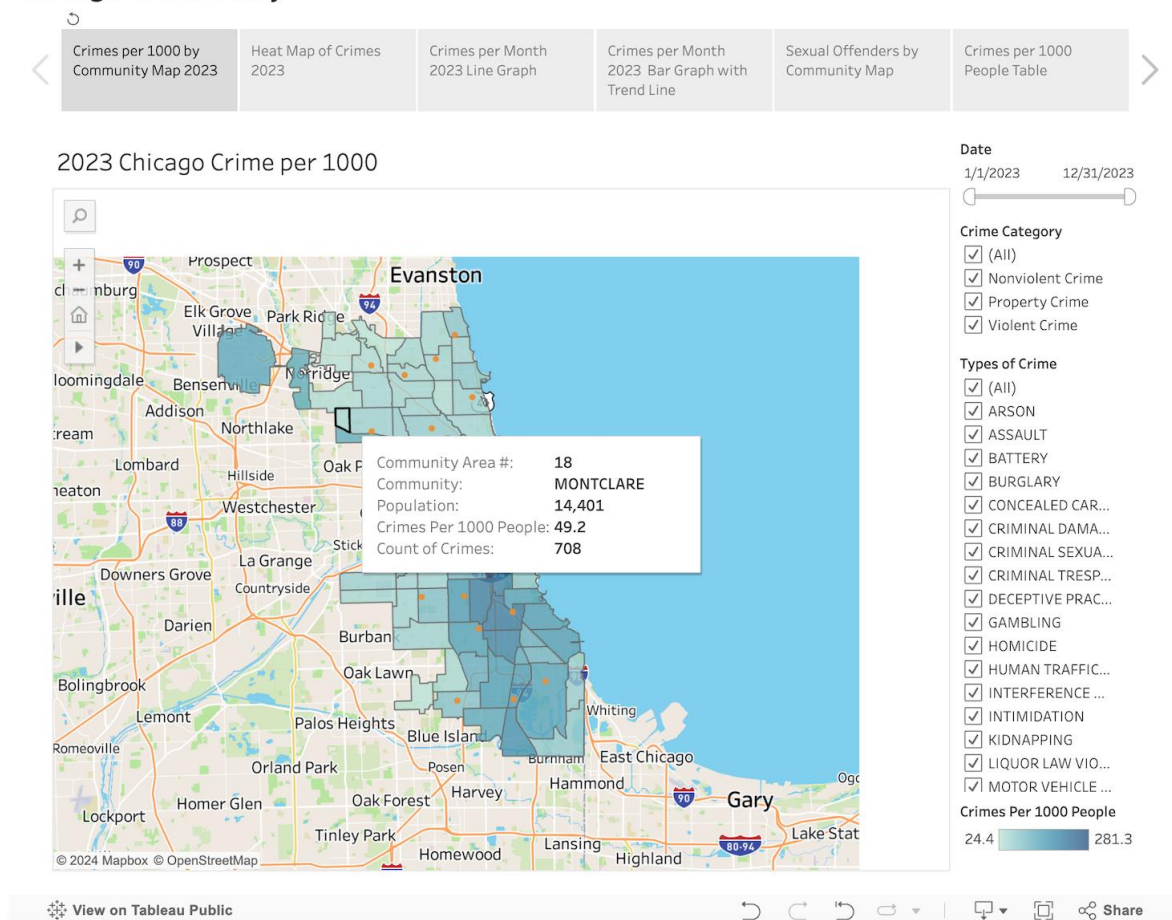 Crimes per 1000 by
Community Map 2023
Heat Map of Crimes
2023
Crimes per Month
2023 Line Graph
Crimes per Month
2023 Bar Graph with
Trend Line
Sexual Offenders by
Community Map
Crimes per 1000
People Table
2023 Chicago Crime per 1000
Date
1/1/2023
12/31/2023
Crime Category
(All)
Nonviolent Crime
Property Crime
Violent Crime
Types of Crime
(All)
ARSON
ASSAULT
BATTERY
BURGLARY
CONCEALED CAR...
CRIMINAL DAMA...
CRIMINAL SEXUA...
CRIMINAL TRESP...
DECEPTIVE PRAC...
GAMBLING
HOMICIDE
HUMAN TRAFFIC...
INTERFERENCE ...
INTIMIDATION
KIDNAPPING
LIQUOR LAW VIO...
MOTOR VEHICLE ...
Crimes Per 1000 People
24.4
281.3
90
Prospect
Evanston
94
Elk Grove
Village
Park Ridge
Norridge
Bensenville
Addison
Northlake
Lombard
Hillside
Oak P
Westchester
88
Stick
La Grange
Downers Grove
Countryside
ville
Darien
Burbank
Oak Lawn
Bolingbrook
Lemont
Palos Heights
Whiting
Romeoville
Blue Islan
Orland Park
Posen
Burnham
East Chicago
Hammond
Homer Glen
Oak Forest
Harvey
90
Gary
Lockport
Tinley Park
Lansing
80-94
Lake Stat
Homewood
Highland
Community Area #: 18
Community: MONTCLARE
Population: 14,401
Crimes Per 1000 People: 49.2
Count of Crimes: 708
© 2024 Mapbox © OpenStreetMap
View on Tableau Public
Share